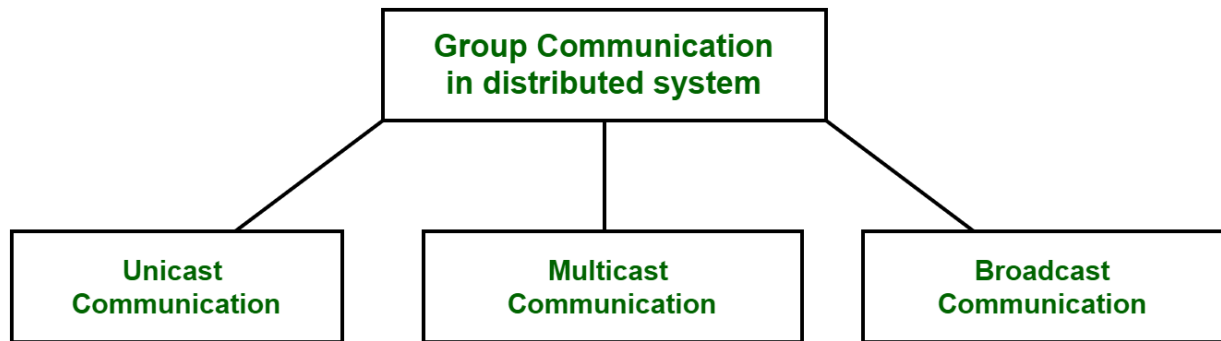 Group Communication
in distributed system
Unicast
Communication
Multicast
Communication
Broadcast
Communication